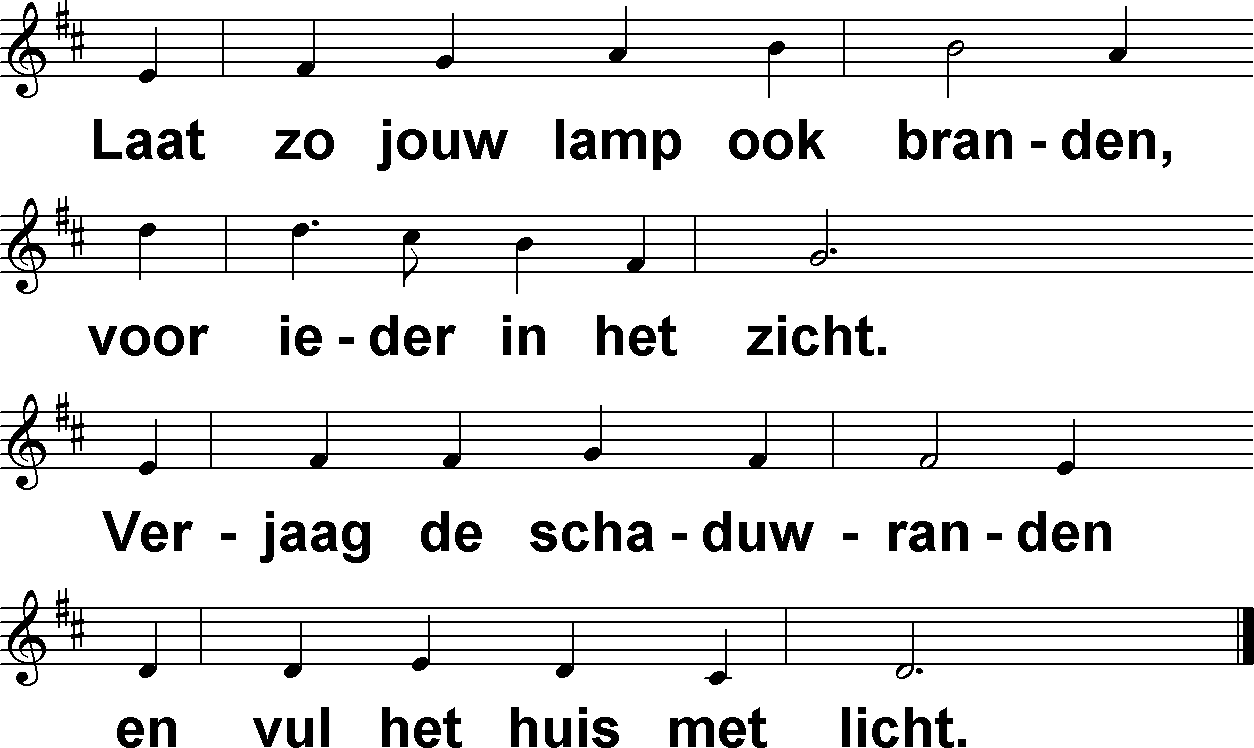 Laat zo jouw lamp ook bran - den,
voor ie - der in het zicht.
Ver - jaag de scha - duw - ran - den
en vul het huis met licht.